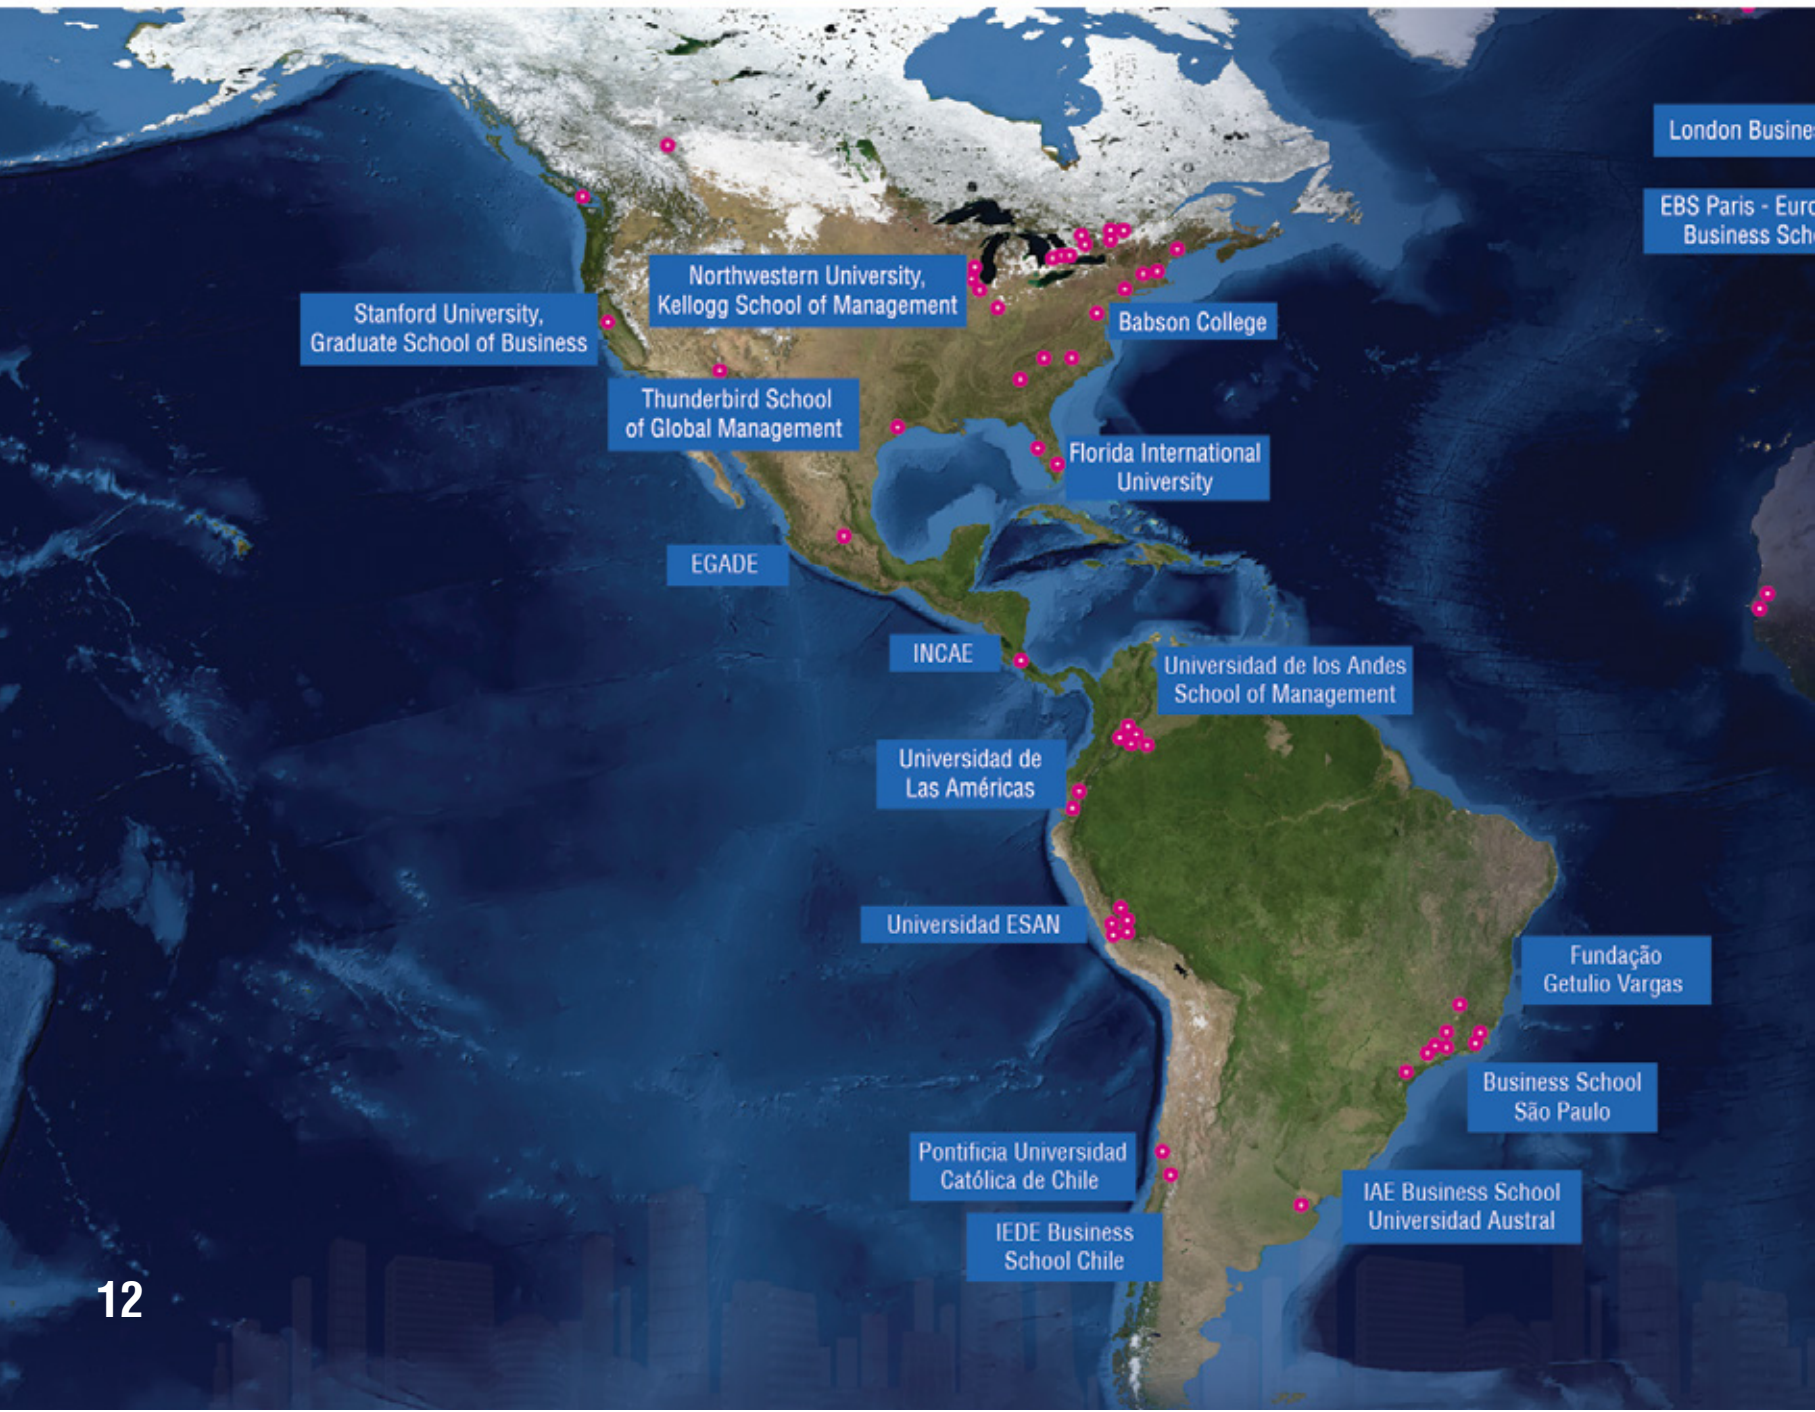 London Busine
EBS Paris - Euro
Business Sch
Northwestern University,
Kellogg School of Management
Stanford University,
Graduate School of Business
Babson College
Thunderbird School
of Global Management
Florida International
University
EGADE
INCAE
Universidad de los Andes
School of Management
Universidad de
Las Américas
Universidad ESAN
Fundação
Getulio Vargas
Business School
São Paulo
Pontificia Universidad
Católica de Chile
IAE Business School
Universidad Austral
IEDE Business
School Chile
12